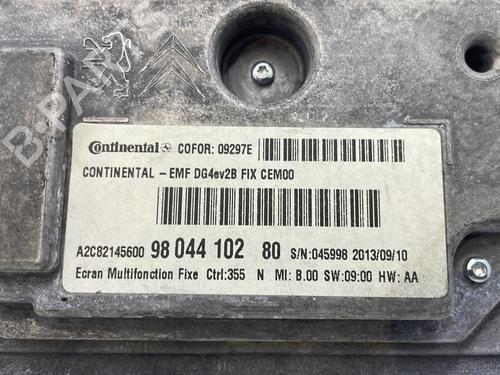 B-PARTS
Continental COFOR: 09297E
CONTINENTAL - EMF DG4ev2B FIX CEM00
A2C82145600 98 044 102 80 S/N:045998 2013/09/10
Ecran Multifonction Fixe Ctrl:355 N MI: B.00 SW:09:00 HW: AA